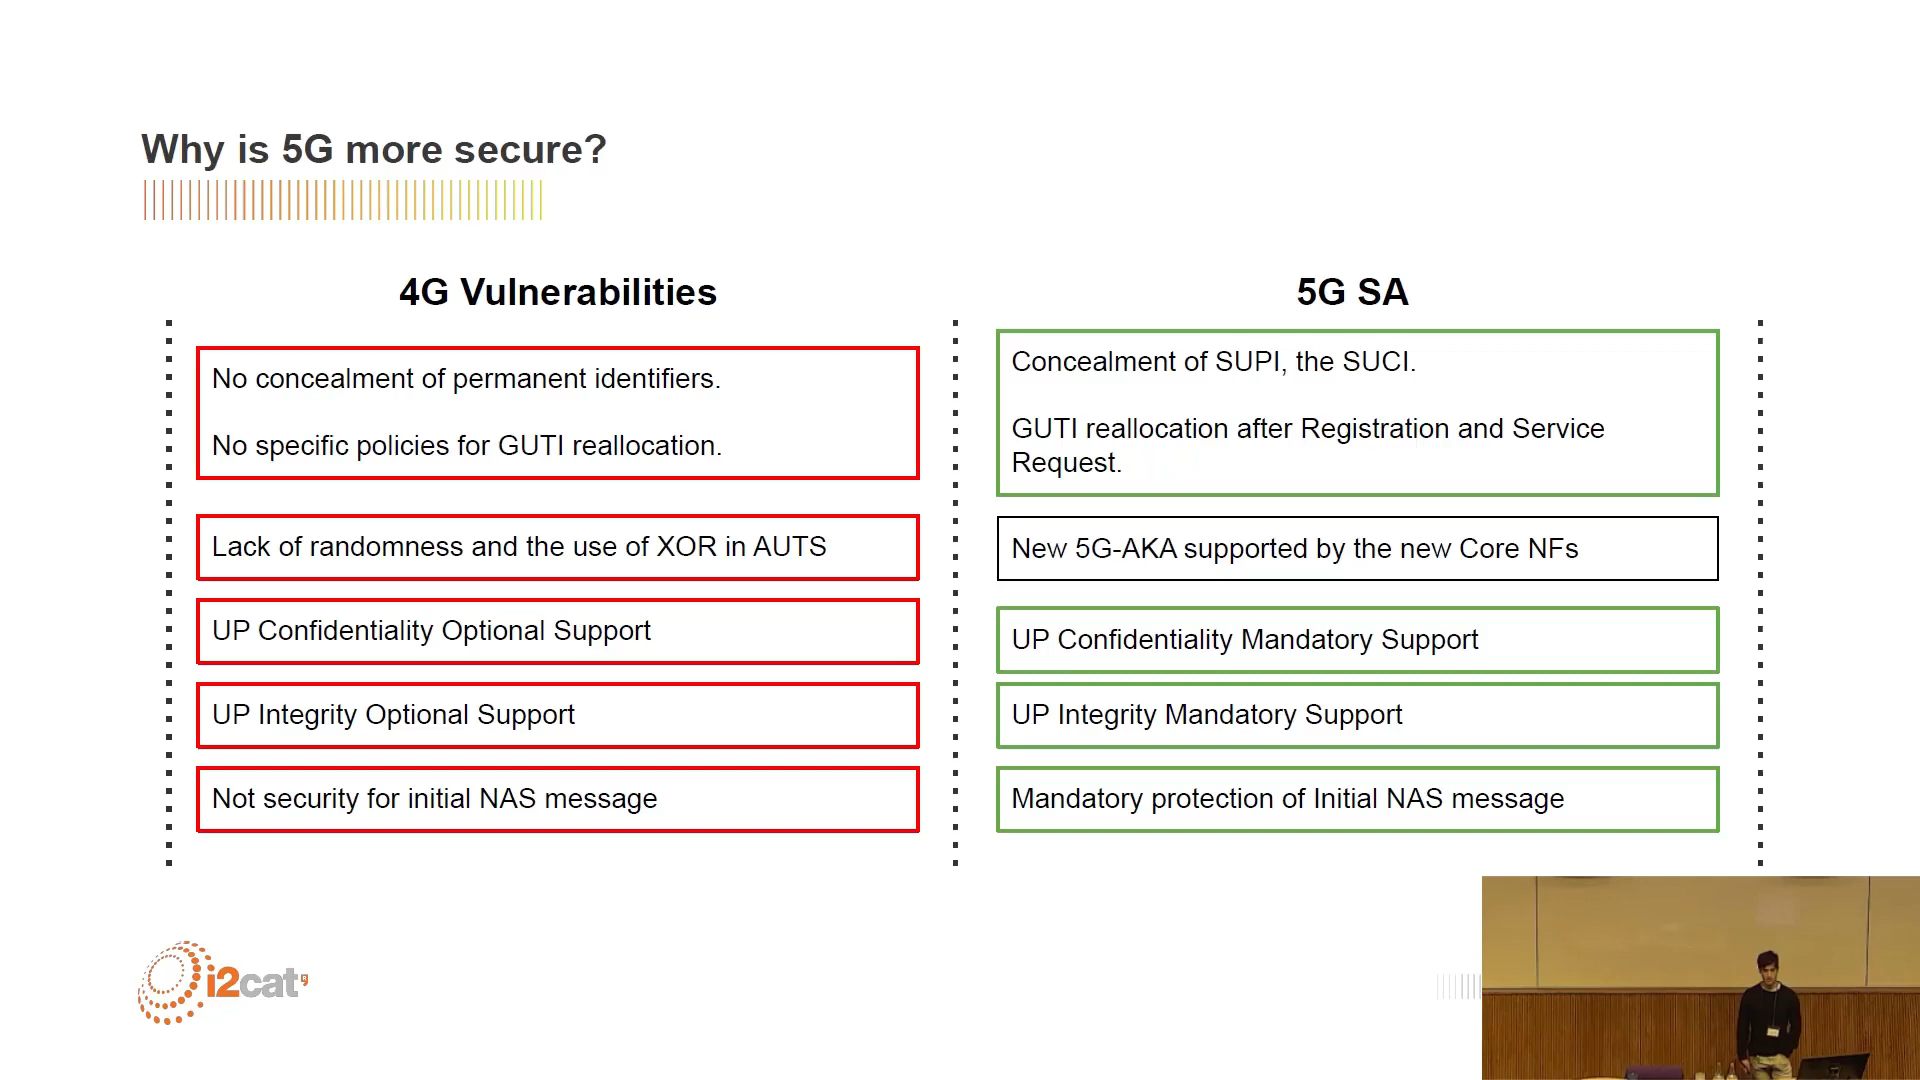 Why is 5G more secure?
4G Vulnerabilities
No concealment of permanent identifiers.
No specific policies for GUTI reallocation.
Lack of randomness and the use of XOR in AUTS
UP Confidentiality Optional Support
UP Integrity Optional Support
Not security for initial NAS message
5G SA
Concealment of SUPI, the SUCI.
GUTI reallocation after Registration and Service
Request.
New 5G-AKA supported by the new Core NFs
UP Confidentiality Mandatory Support
UP Integrity Mandatory Support
Mandatory protection of Initial NAS message
i2cat